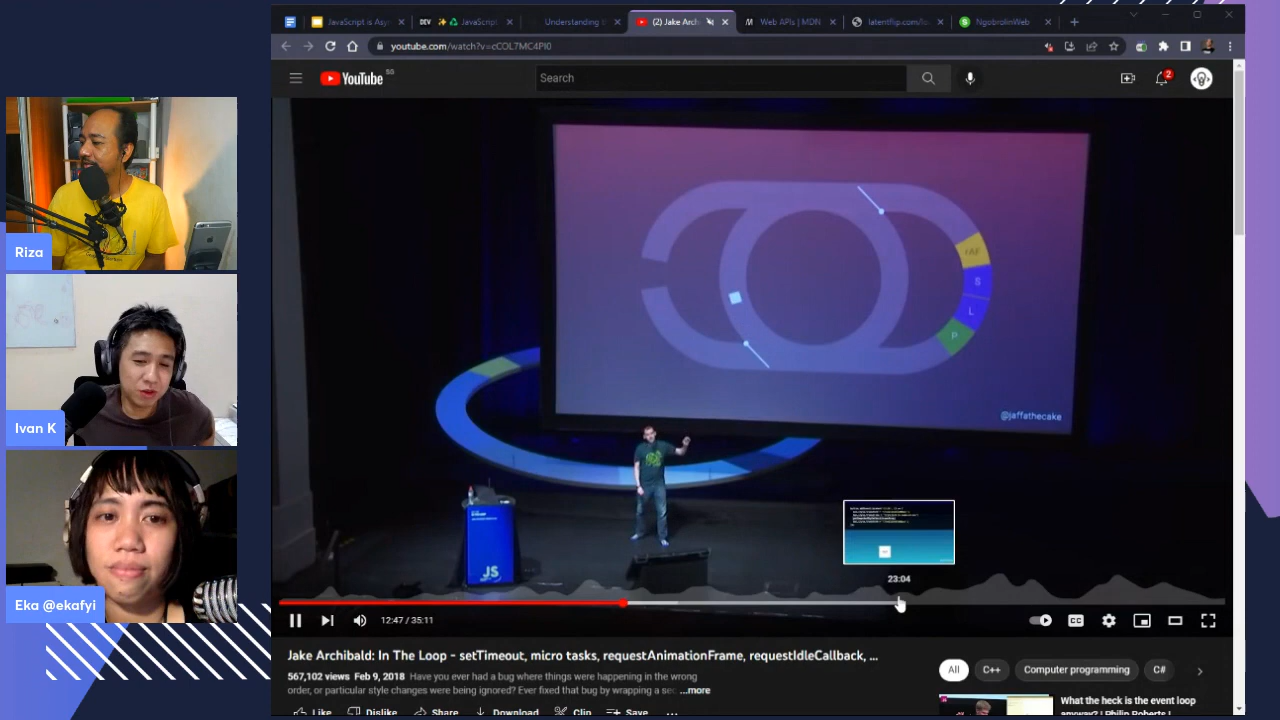 JavaScript is Asy
DEV
JavaScript
Understanding t
(2) Jake Arch
Web APIs | MDN
latentflip.com/lo
NgobrolinWeb
youtube.com/watch?v=cCOL7MC4Pl0
YouTube SG
Search
2
rAF
S
L
P
@jaffathecake
Riza
Ivan K
Eka @ekafyi
JS
23:04
12:47 / 35:11
CC
Jake Archibald: In The Loop - setTimeout, micro tasks, requestAnimationFrame, requestIdleCallback, ...
567,102 views Feb 9, 2018 Have you ever had a bug where things were happening in the wrong
order, or particular style changes were being ignored? Ever fixed that bug by wrapping a sec ...more
Like
Dislike
Share
Download
Clip
Save
All
C++
Computer programming
C#
What the heck is the event loop
anyway? | Philip Roberts |